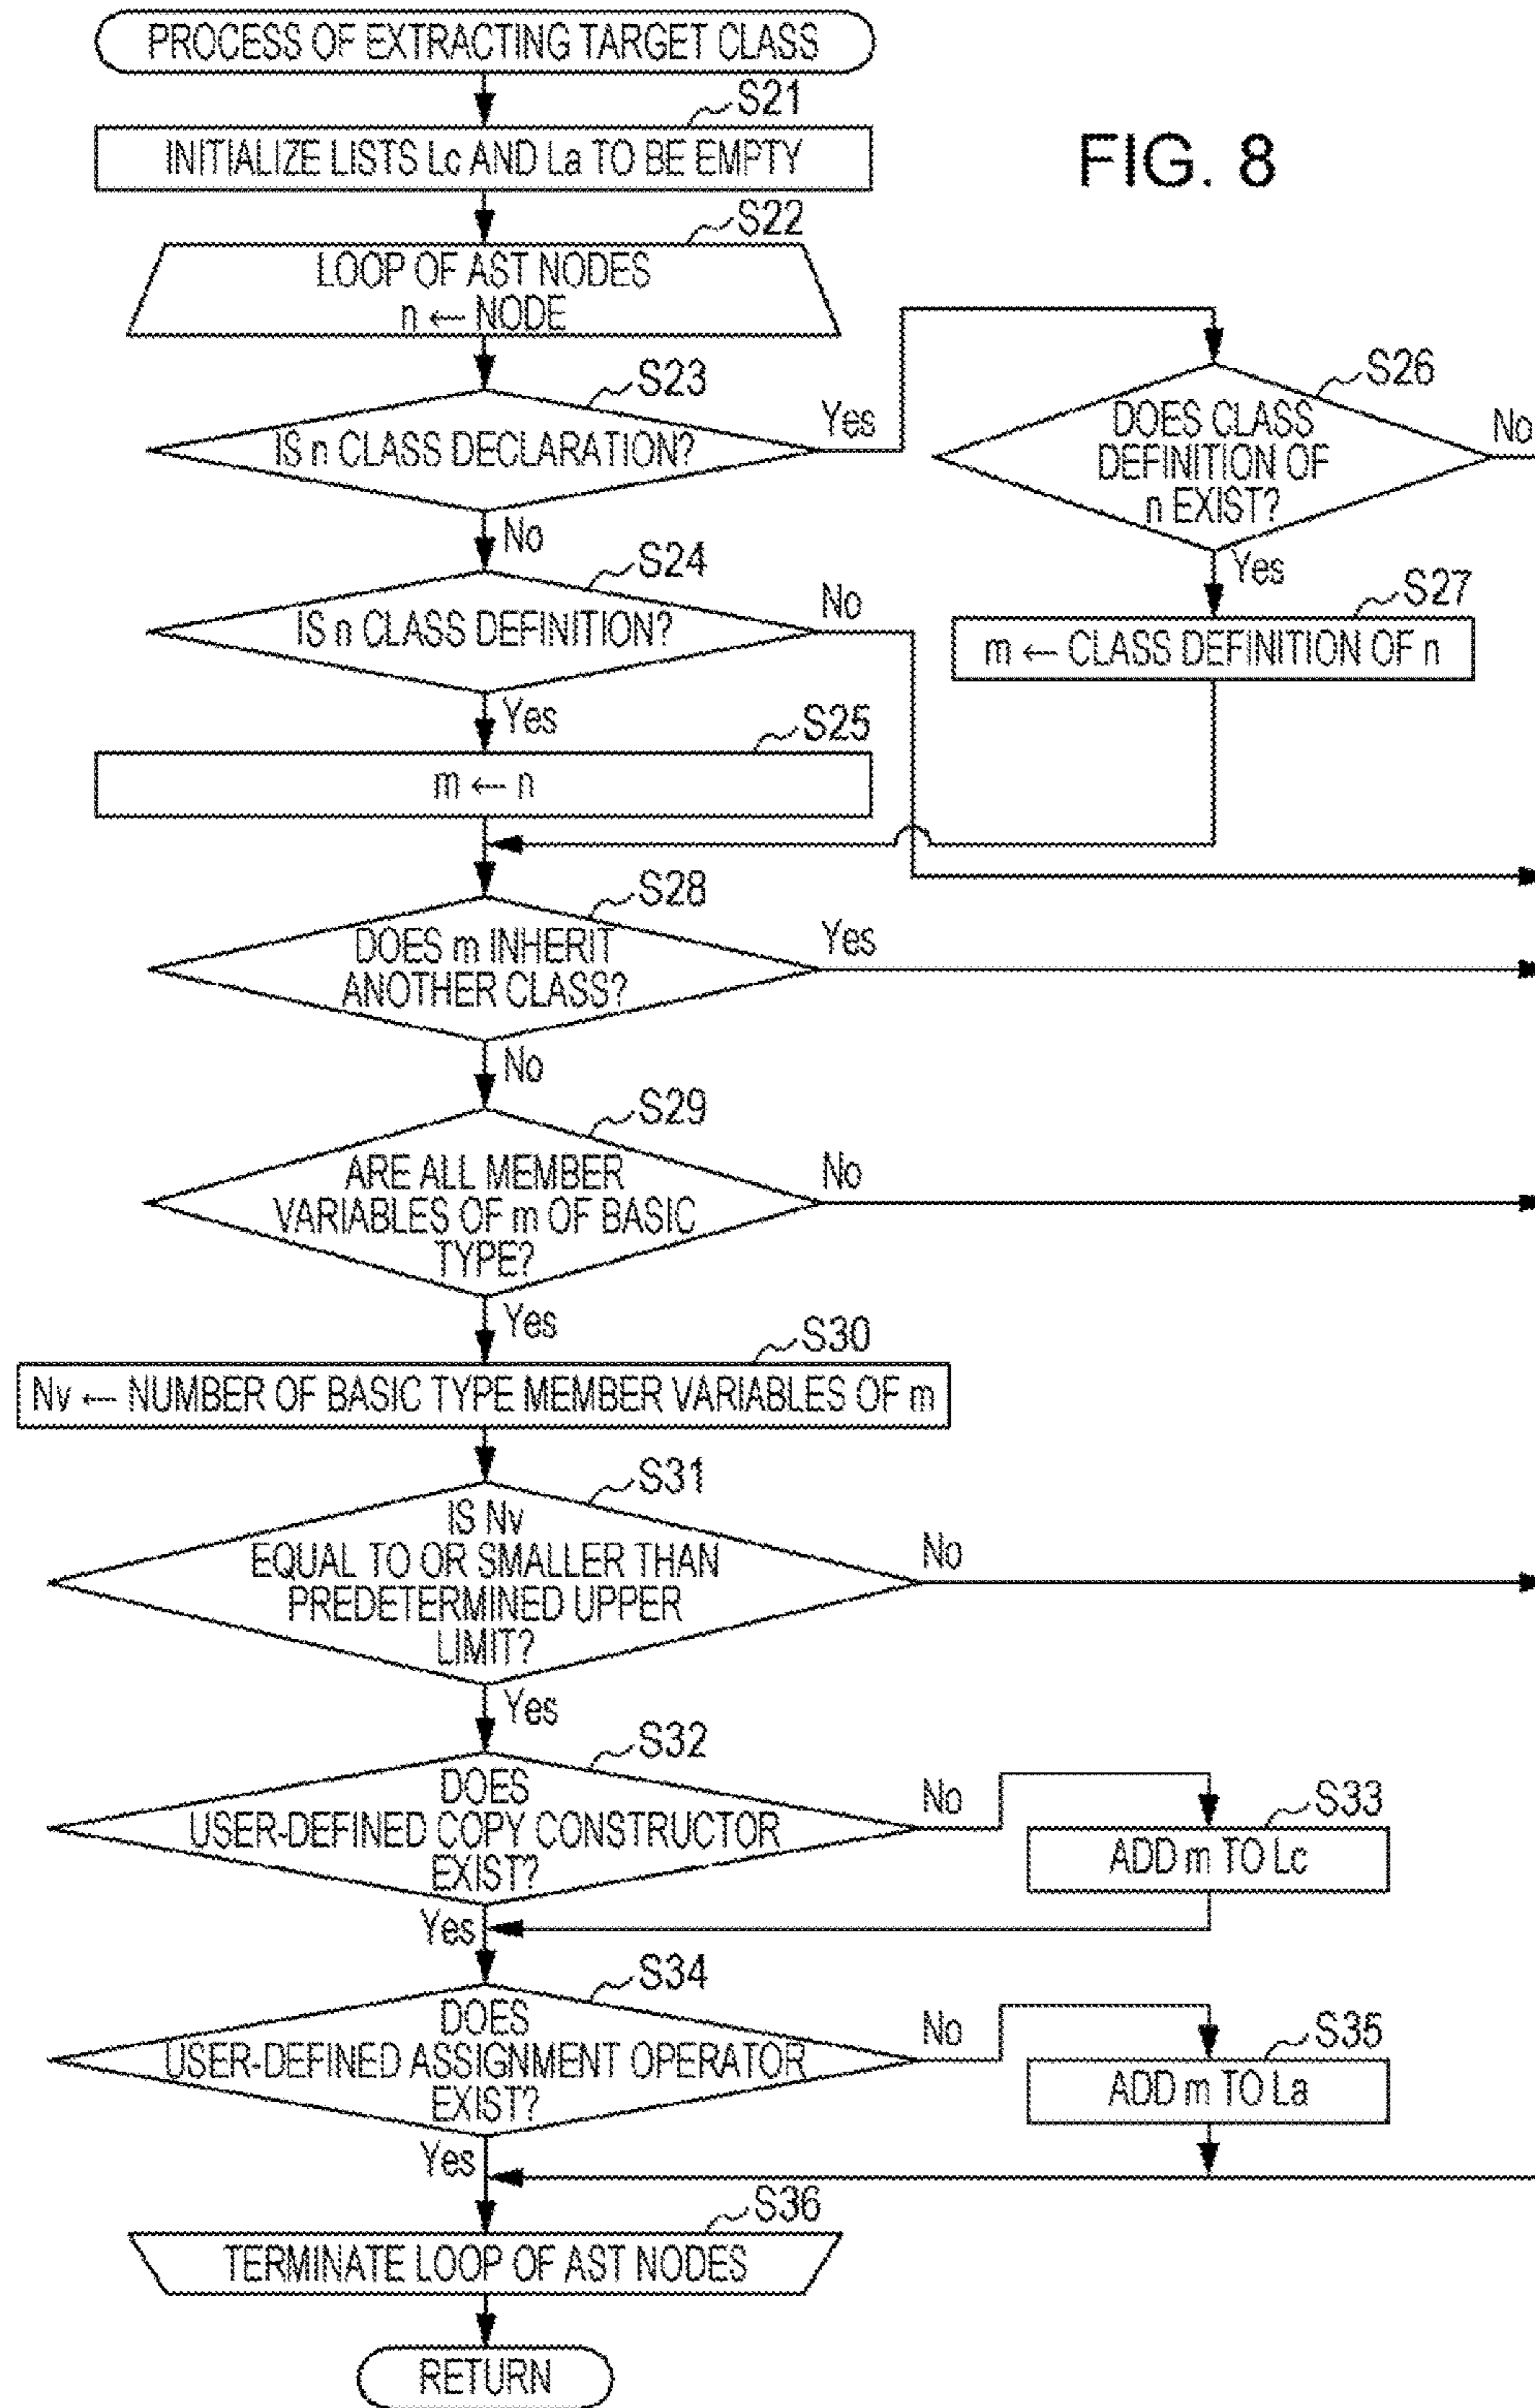 PROCESS OF EXTRACTING TARGET CLASS
S21
INITIALIZE LISTS Lc AND La TO BE EMPTY
FIG. 8
S22
LOOP OF AST NODES
n ← NODE
S23
IS n CLASS DECLARATION?
Yes
No
S26
DOES CLASS
DEFINITION OF
n EXIST?
No
Yes
S24
IS n CLASS DEFINITION?
No
Yes
S27
m ← CLASS DEFINITION OF n
S25
m ← n
S28
DOES m INHERIT
ANOTHER CLASS?
Yes
No
S29
ARE ALL MEMBER
VARIABLES OF m OF BASIC
TYPE?
No
Yes
S30
Nv ← NUMBER OF BASIC TYPE MEMBER VARIABLES OF m
S31
IS Nv
EQUAL TO OR SMALLER THAN
PREDETERMINED UPPER
LIMIT?
No
Yes
S32
DOES
USER-DEFINED COPY CONSTRUCTOR
EXIST?
No
S33
ADD m TO Lc
Yes
S34
DOES
USER-DEFINED ASSIGNMENT OPERATOR
EXIST?
No
S35
ADD m TO La
Yes
S36
TERMINATE LOOP OF AST NODES
RETURN